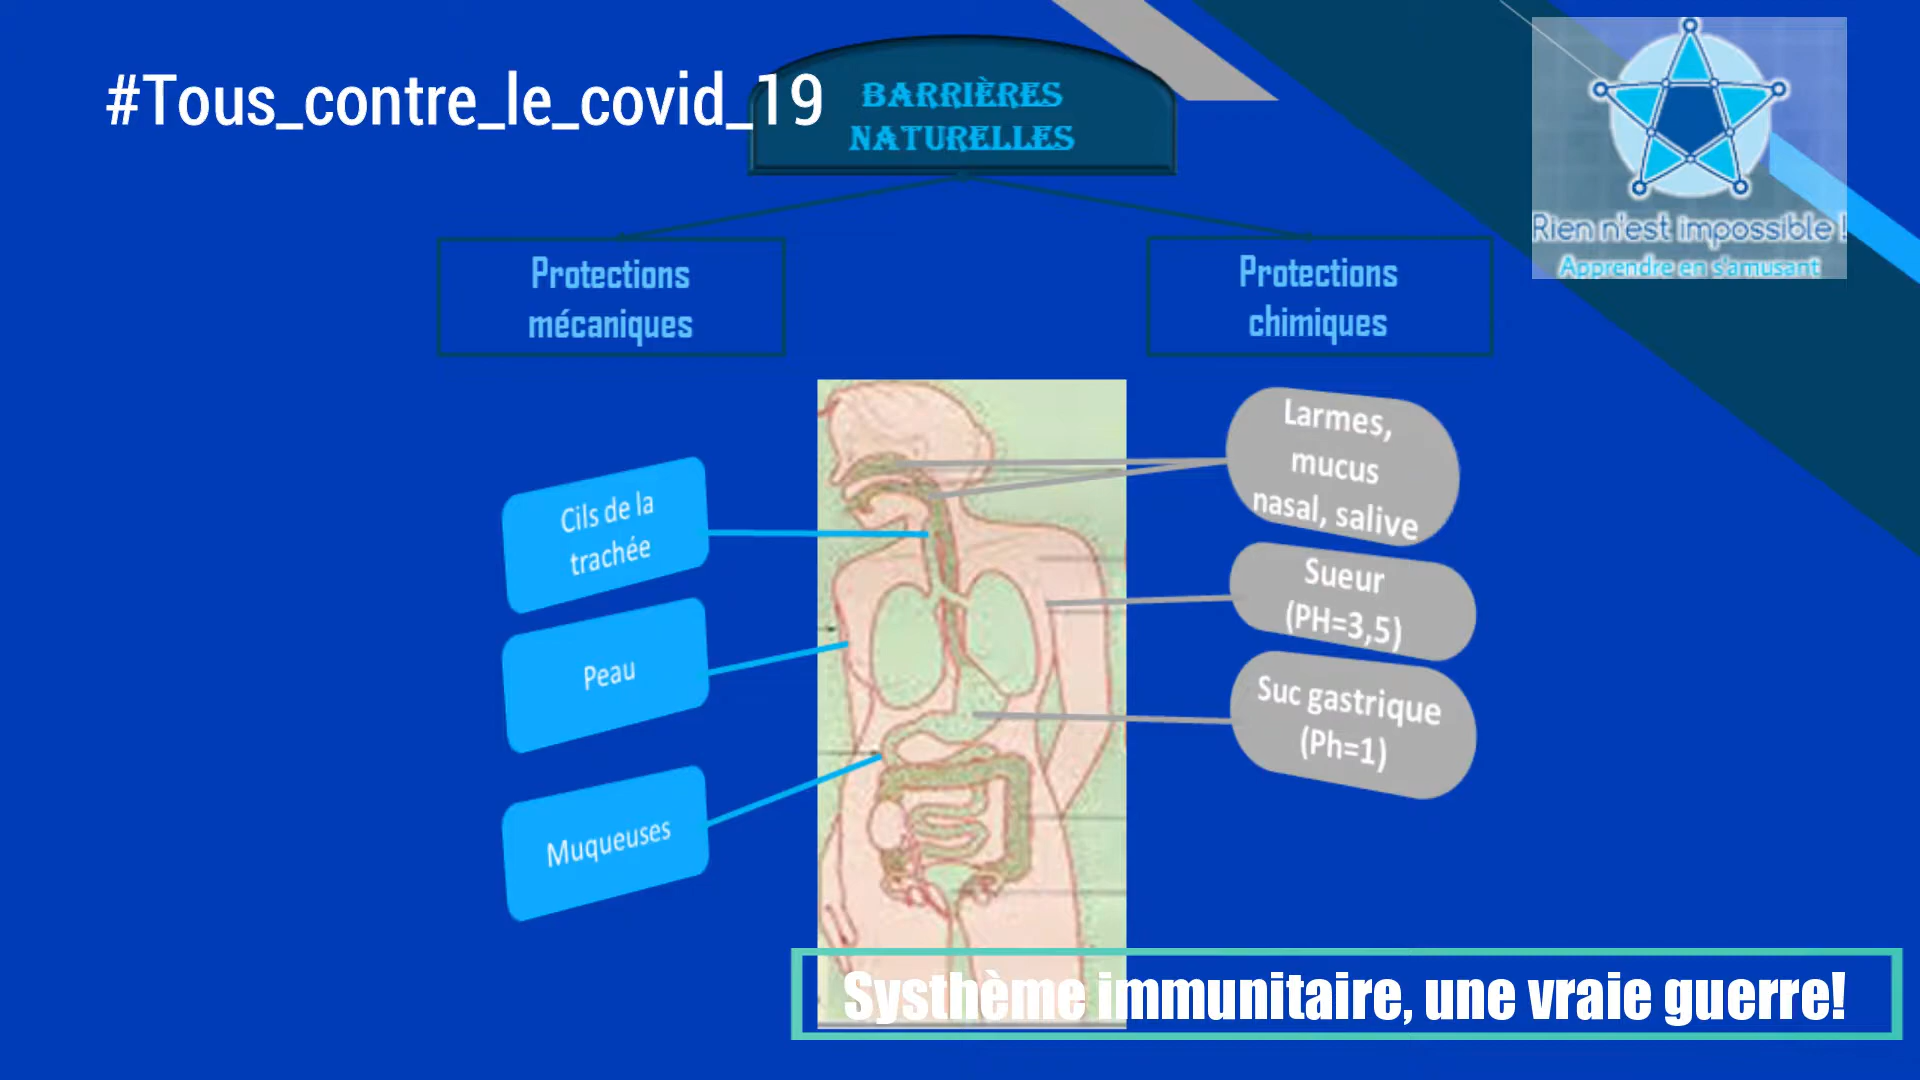 #Tous_contre_le_covid_19
BARRIÈRES
NATURELLES
Rien n'est impossible !
Apprendre en s'amusant
Protections
mécaniques
Protections
chimiques
Cils de la
trachée
Peau
Muqueuses
Larmes,
mucus
nasal, salive
Sueur
(PH=3,5)
Suc gastrique
(Ph=1)
Systhème immunitaire, une vraie guerre!